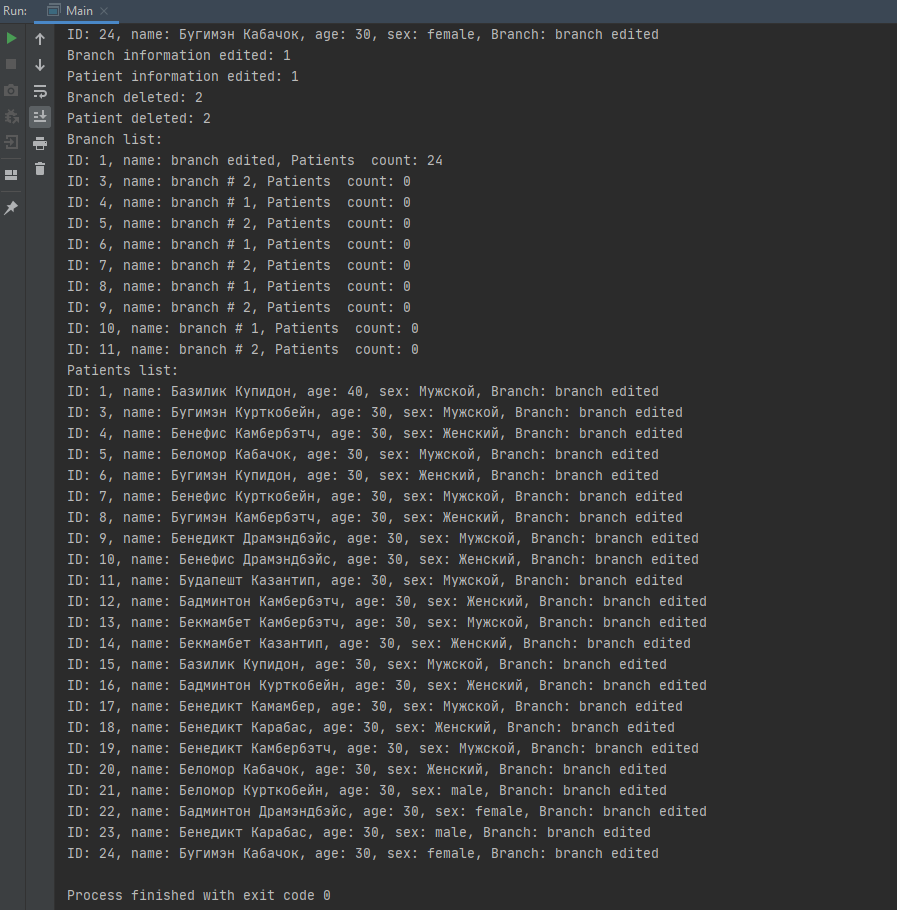 Run: Main
ID: 24, name: Бугимэн Кабачок, age: 30, sex: female, Branch: branch edited
Branch information edited: 1
Patient information edited: 1
Branch deleted: 2
Patient deleted: 2
Branch list:
ID: 1, name: branch edited, Patients  count: 24
ID: 3, name: branch # 2, Patients  count: 0
ID: 4, name: branch # 1, Patients  count: 0
ID: 5, name: branch # 2, Patients  count: 0
ID: 6, name: branch # 1, Patients  count: 0
ID: 7, name: branch # 2, Patients  count: 0
ID: 8, name: branch # 1, Patients  count: 0
ID: 9, name: branch # 2, Patients  count: 0
ID: 10, name: branch # 1, Patients  count: 0
ID: 11, name: branch # 2, Patients  count: 0
Patients list:
ID: 1, name: Базилик Купидон, age: 40, sex: Мужской, Branch: branch edited
ID: 3, name: Бугимэн Курткобейн, age: 30, sex: Мужской, Branch: branch edited
ID: 4, name: Бенефис Камбербэтч, age: 30, sex: Женский, Branch: branch edited
ID: 5, name: Беломор Кабачок, age: 30, sex: Мужской, Branch: branch edited
ID: 6, name: Бугимэн Купидон, age: 30, sex: Женский, Branch: branch edited
ID: 7, name: Бенефис Курткобейн, age: 30, sex: Мужской, Branch: branch edited
ID: 8, name: Бугимэн Камбербэтч, age: 30, sex: Женский, Branch: branch edited
ID: 9, name: Бенедикт Драмэндбэйс, age: 30, sex: Мужской, Branch: branch edited
ID: 10, name: Бенефис Драмэндбэйс, age: 30, sex: Женский, Branch: branch edited
ID: 11, name: Будапешт Казантип, age: 30, sex: Мужской, Branch: branch edited
ID: 12, name: Бадминтон Камбербэтч, age: 30, sex: Женский, Branch: branch edited
ID: 13, name: Бекмамбет Камбербэтч, age: 30, sex: Мужской, Branch: branch edited
ID: 14, name: Бекмамбет Казантип, age: 30, sex: Женский, Branch: branch edited
ID: 15, name: Базилик Купидон, age: 30, sex: Мужской, Branch: branch edited
ID: 16, name: Бадминтон Курткобейн, age: 30, sex: Женский, Branch: branch edited
ID: 17, name: Бенедикт Камамбер, age: 30, sex: Мужской, Branch: branch edited
ID: 18, name: Бенедикт Карабас, age: 30, sex: Женский, Branch: branch edited
ID: 19, name: Бенедикт Камбербэтч, age: 30, sex: Мужской, Branch: branch edited
ID: 20, name: Беломор Кабачок, age: 30, sex: Женский, Branch: branch edited
ID: 21, name: Беломор Курткобейн, age: 30, sex: male, Branch: branch edited
ID: 22, name: Бадминтон Драмэндбэйс, age: 30, sex: female, Branch: branch edited
ID: 23, name: Бенедикт Карабас, age: 30, sex: male, Branch: branch edited
ID: 24, name: Бугимэн Кабачок, age: 30, sex: female, Branch: branch edited
Process finished with exit code 0